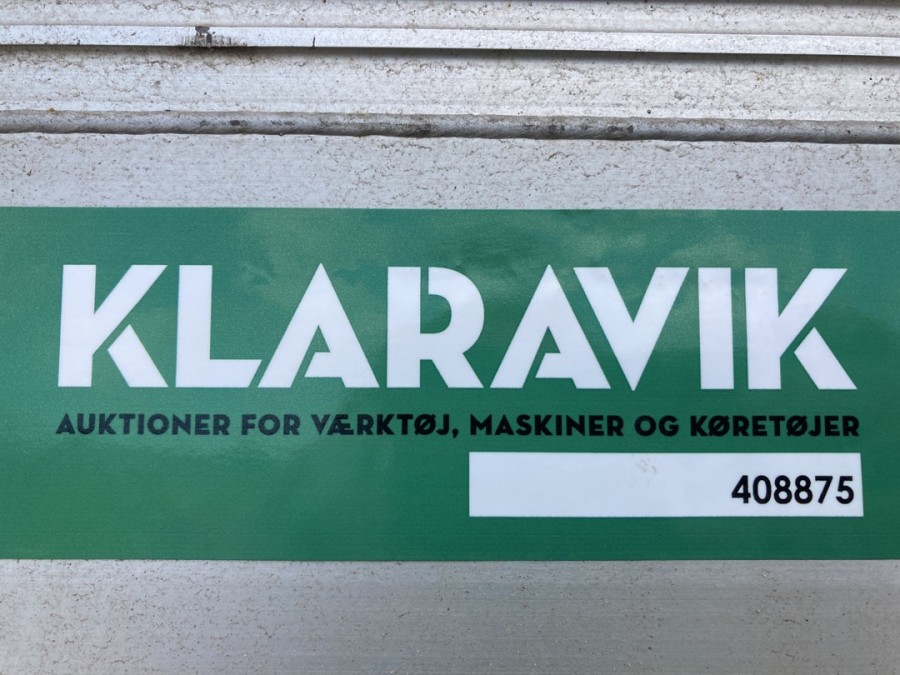 KLARAVIK
AUKTIONER FOR VÆRKTØJ, MASKINER OG KØRETØJER
408875